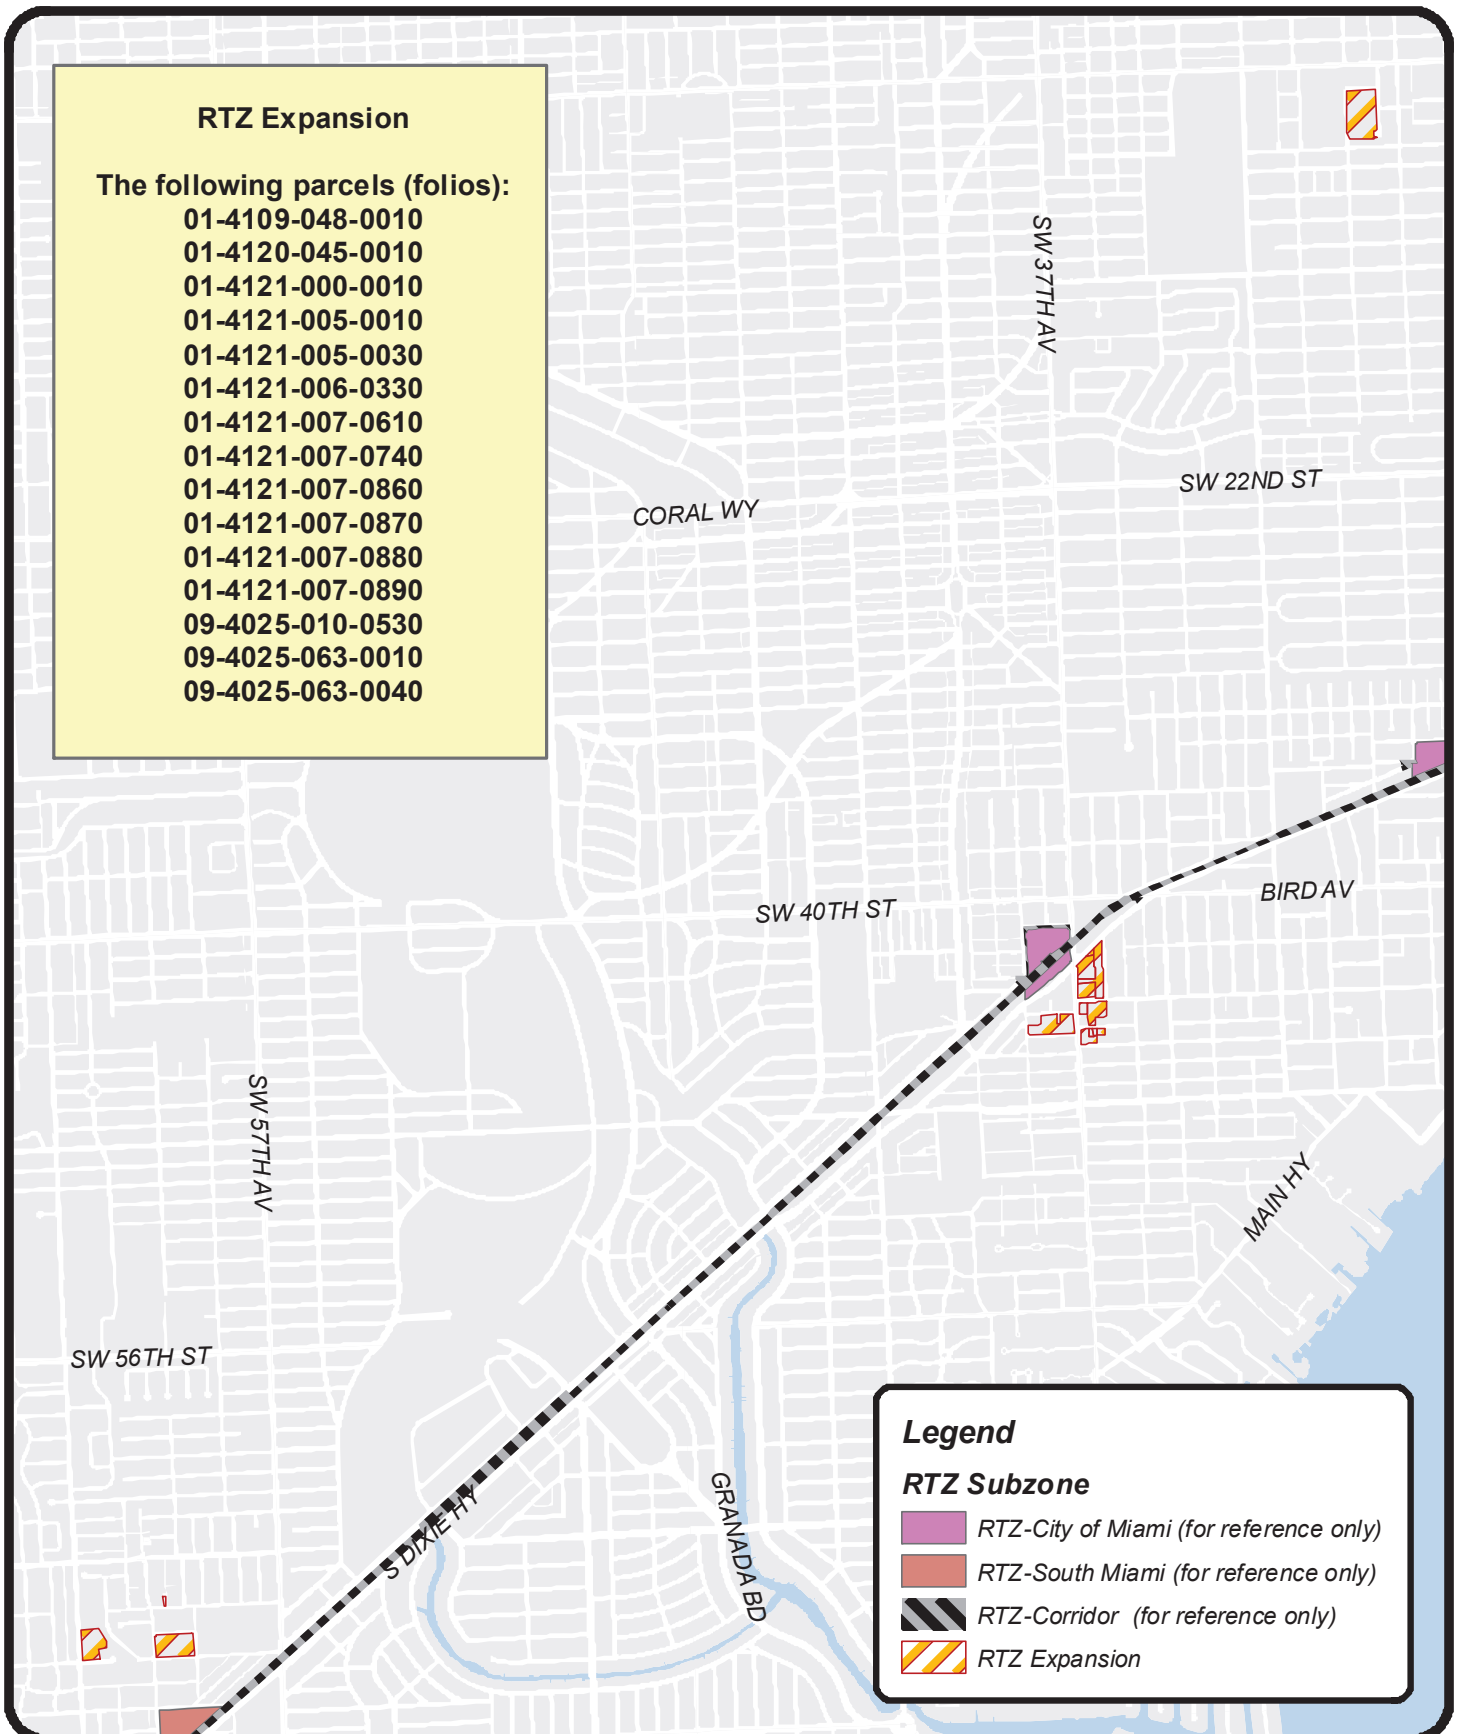 RTZ Expansion
The following parcels (folios):
01-4109-048-0010
01-4120-045-0010
01-4121-000-0010
01-4121-005-0010
01-4121-005-0030
01-4121-006-0330
01-4121-007-0610
01-4121-007-0740
01-4121-007-0860
01-4121-007-0870
01-4121-007-0880
01-4121-007-0890
09-4025-010-0530
09-4025-063-0010
09-4025-063-0040
SW 37TH AV
SW 22ND ST
CORAL WY
BIRD AV
SW 40TH ST
SW 57TH AV
MAIN HY
SW 56TH ST
S DIXIE HY
GRANADA BD
Legend
RTZ Subzone
RTZ-City of Miami (for reference only)
RTZ-South Miami (for reference only)
RTZ-Corridor (for reference only)
RTZ Expansion